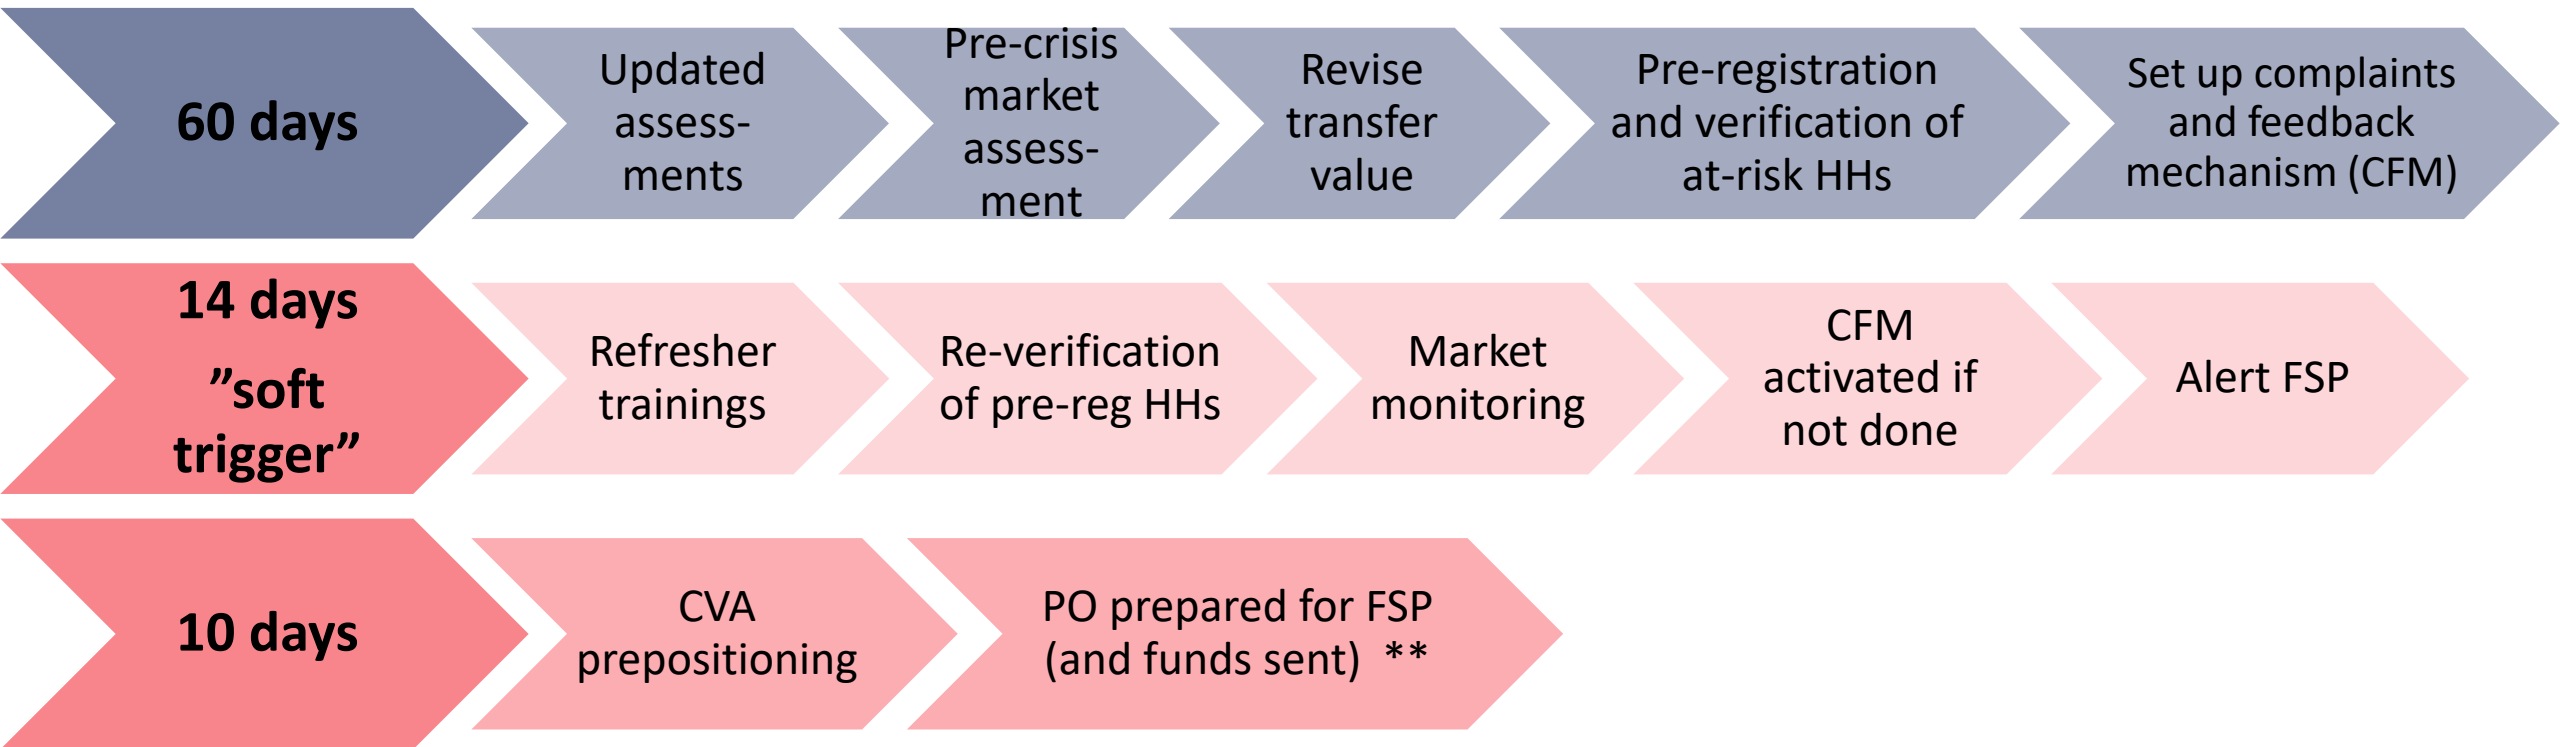 60 days
Updated
assess-
ments
Pre-crisis
market
assess-
ment
Revise
transfer
value
Pre-registration
and verification of
at-risk HHs
Set up complaints
and feedback
mechanism (CFM)
14 days
”soft
trigger”
Refresher
trainings
Re-verification
of pre-reg HHs
Market
monitoring
CFM
activated if
not done
Alert FSP
10 days
CVA
prepositioning
PO prepared for FSP
(and funds sent) **